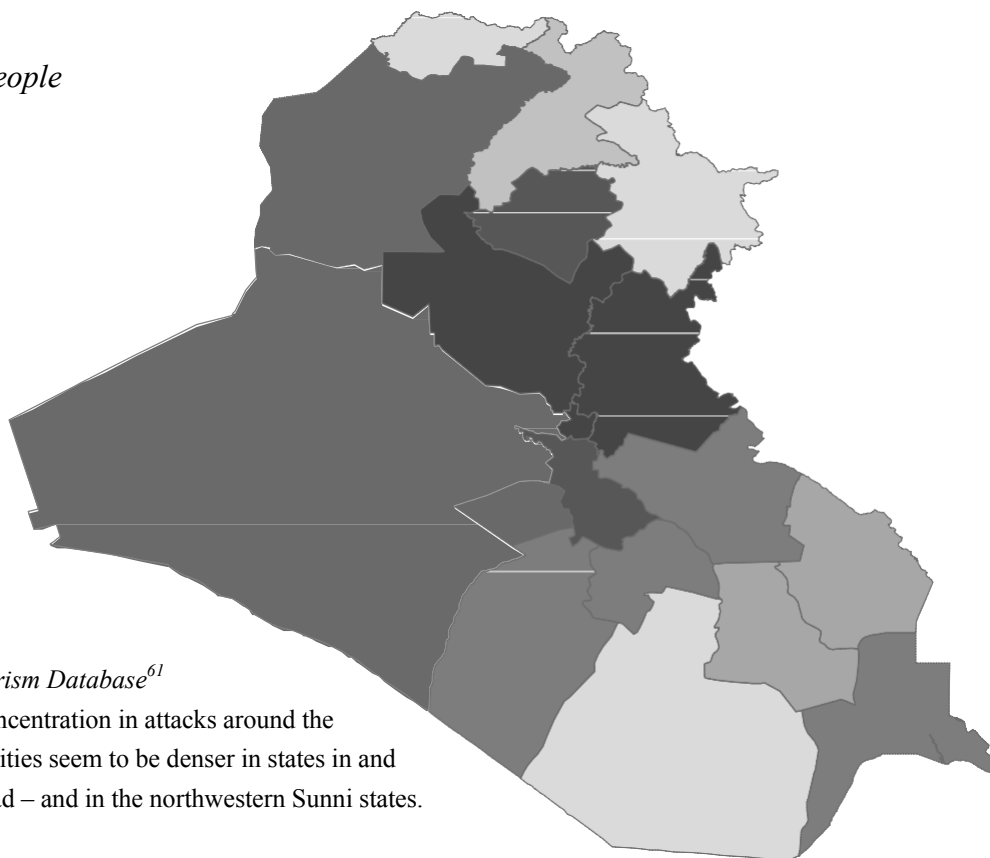 eople
rism Database61
ncentration in attacks around the
ities seem to be denser in states in and
d – and in the northwestern Sunni states.